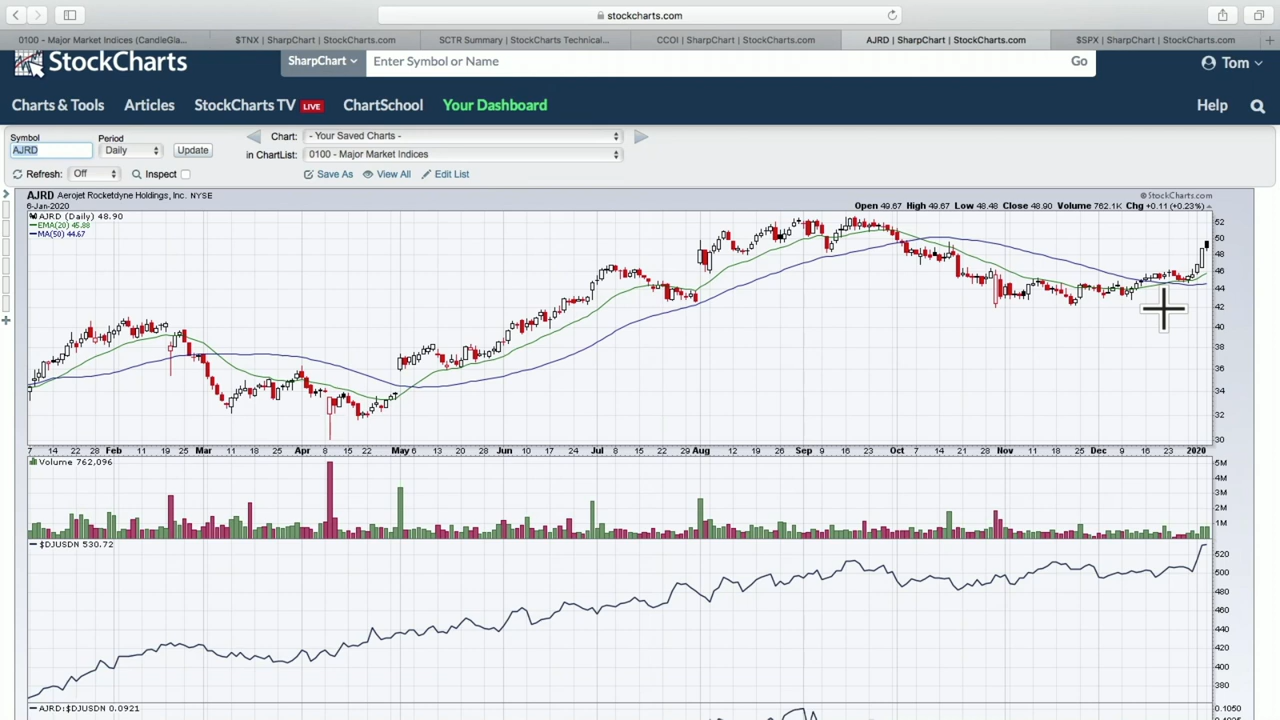 stockcharts.com
0100 - Major Market Indices (CandleGla... $TNX | SharpChart | StockCharts.com SCTR Summary | StockCharts Technical... CCOI | SharpChart | StockCharts.com AJRD | SharpChart | StockCharts.com $SPX | SharpChart | StockCharts.com
StockCharts SharpChart Enter Symbol or Name Go Tom
Charts & Tools Articles StockCharts TV LIVE ChartSchool Your Dashboard Help
Symbol Period Chart: - Your Saved Charts -
AJRD Daily Update in ChartList: 0100 - Major Market Indices
Refresh: Off Inspect Save As View All Edit List
AJRD Aerojet Rocketdyne Holdings, Inc. NYSE © StockCharts.com
6-Jan-2020 Open 49.67 High 49.67 Low 48.48 Close 48.90 Volume 762.1K Chg +0.11 (+0.23%)
AJRD (Daily) 48.90
EMA(20) 45.88
MA(50) 44.67
52
50
48
46
44
42
40
38
36
34
32
30
7 14 22 28 Feb 11 19 25 Mar 11 18 25 Apr 8 15 22 May 6 13 20 28 Jun 10 17 24 Jul 8 15 22 29 Aug 12 19 26 Sep 9 16 23 Oct 7 14 21 28 Nov 11 18 25 Dec 9 16 23 2020
Volume 762,096
5M
4M
3M
2M
1M
$DJUSDN 530.72
520
500
480
460
440
420
400
380
AJRD:$DJUSDN 0.0921
0.1050